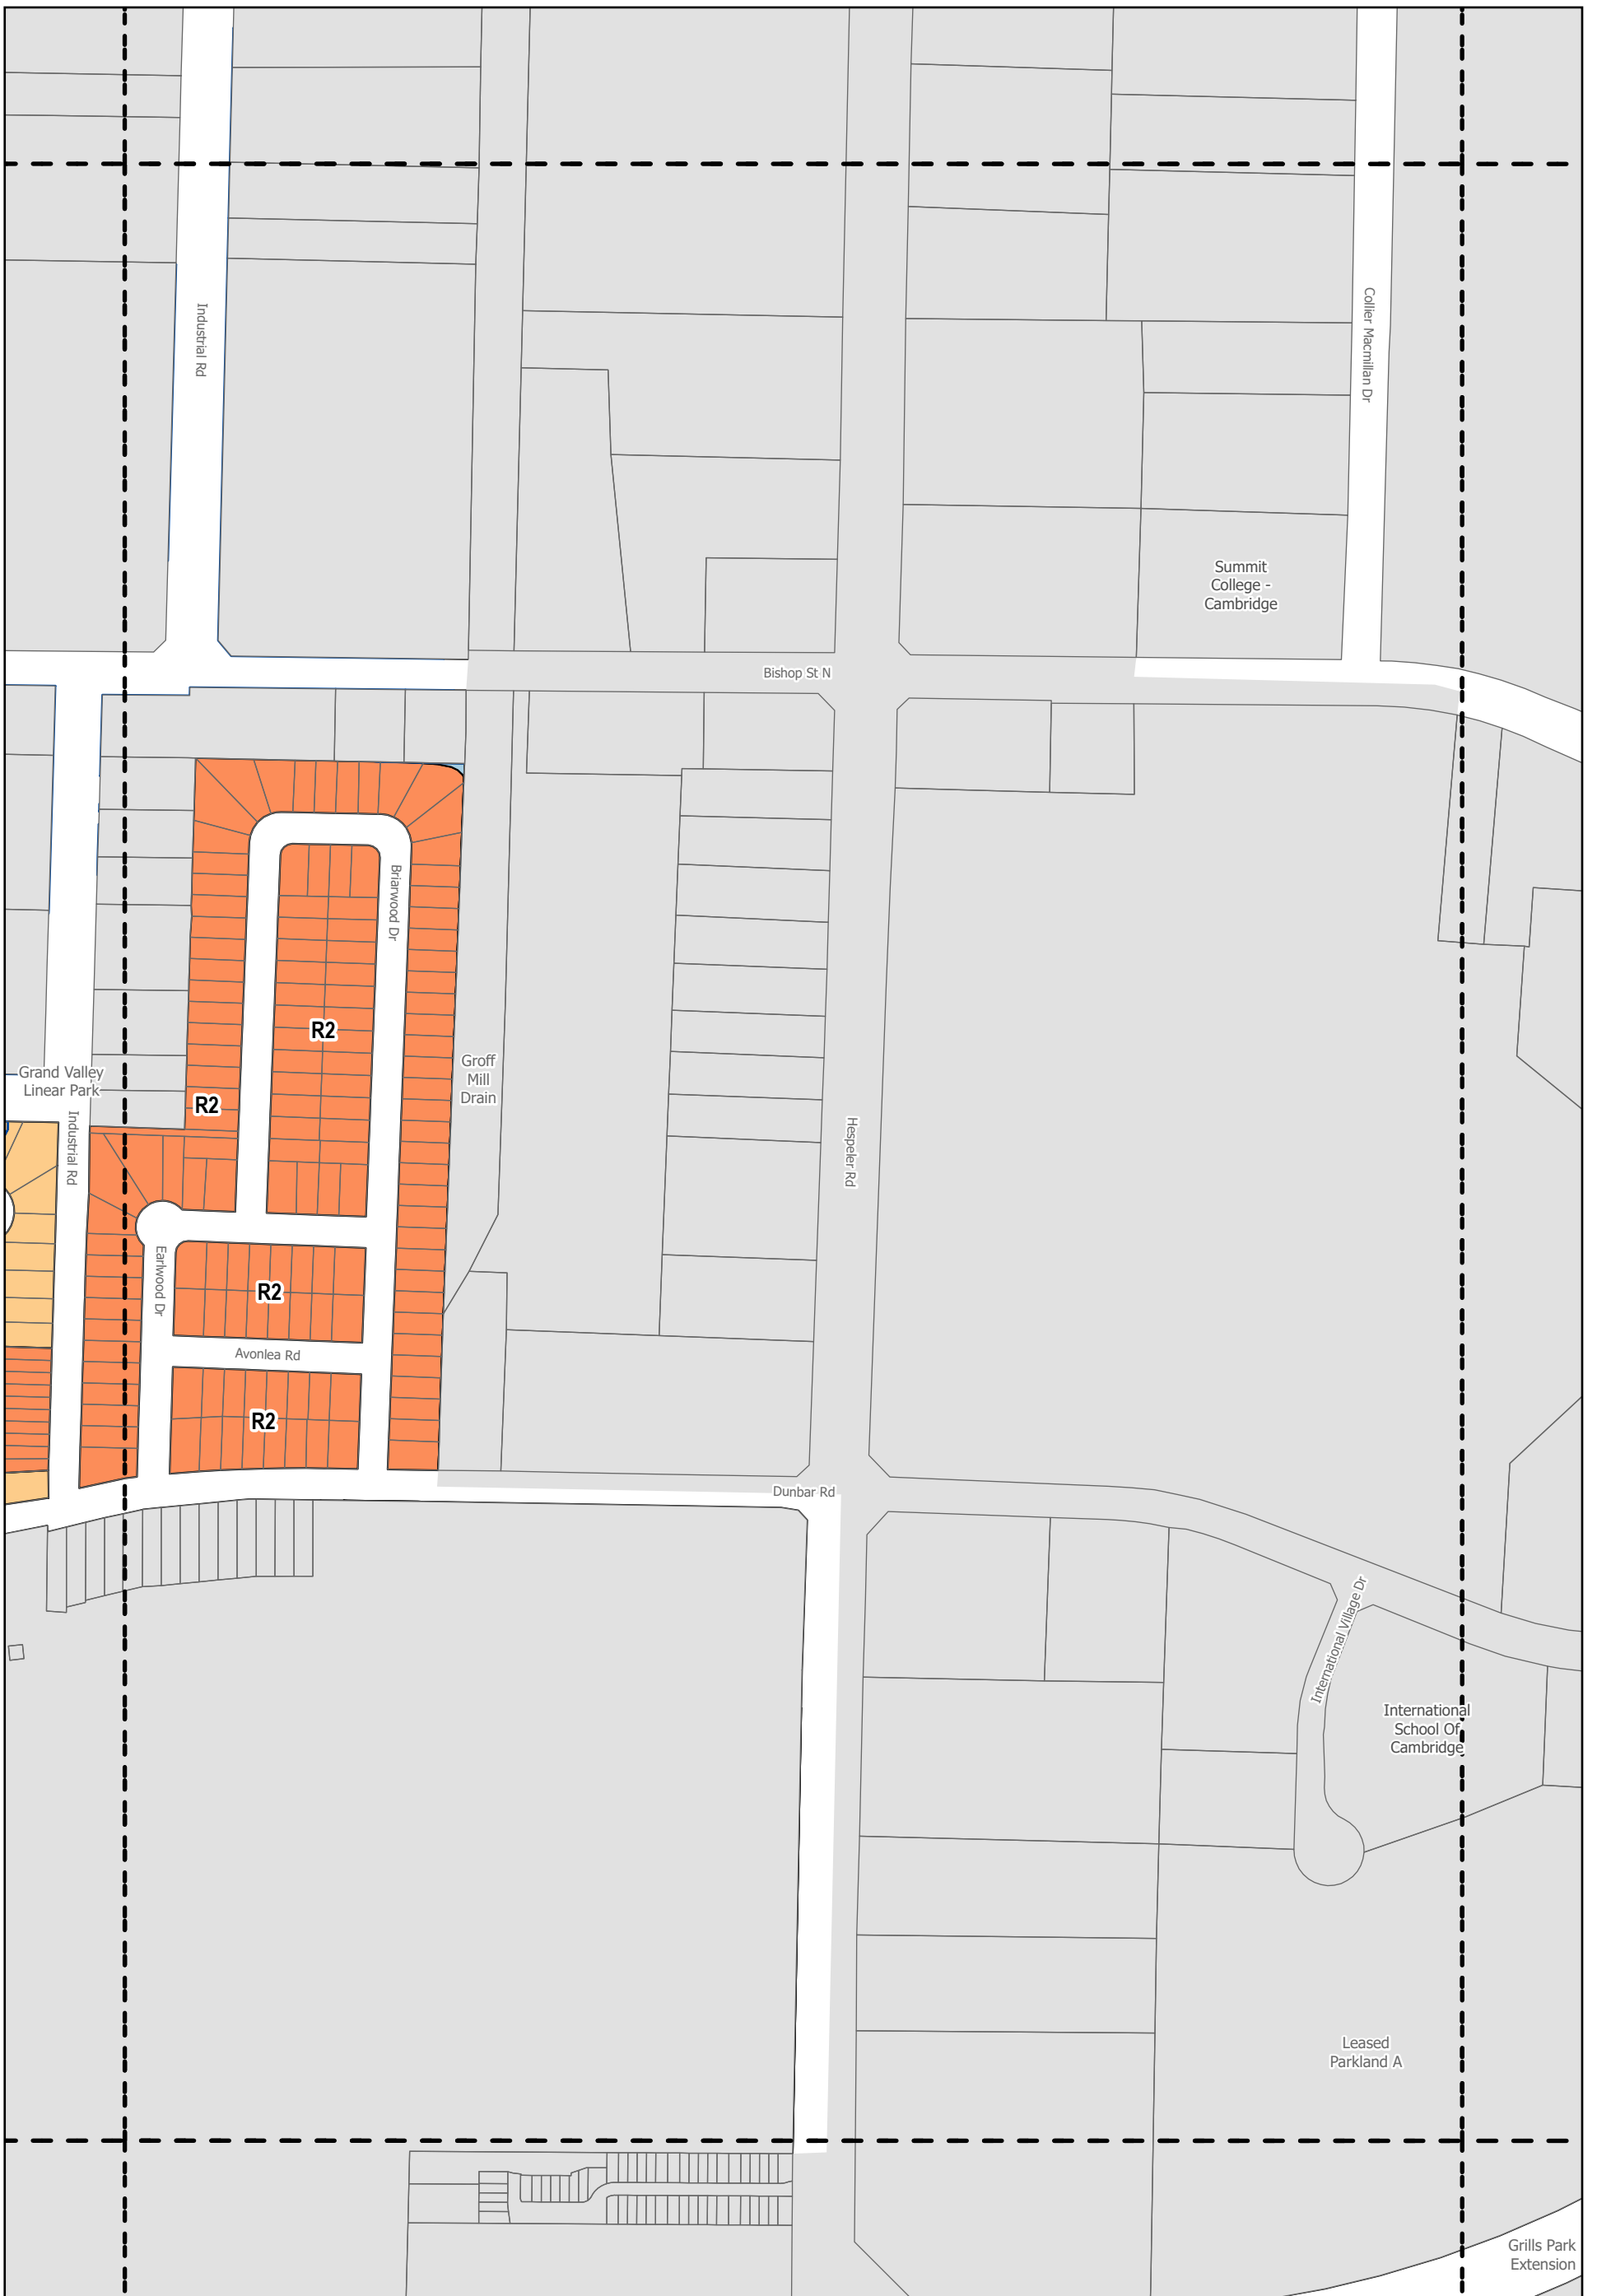 Industrial Rd
Collier Macmillan Dr
Summit
College -
Cambridge
Bishop St N
Briarwood Dr
R2
Groff
Mill
Drain
Grand Valley
Linear Park
R2
Industrial Rd
Hespeler Rd
Earlwood Dr
R2
Avonlea Rd
R2
Dunbar Rd
International Village Dr
International
School Of
Cambridge
Leased
Parkland A
Grills Park
Extension